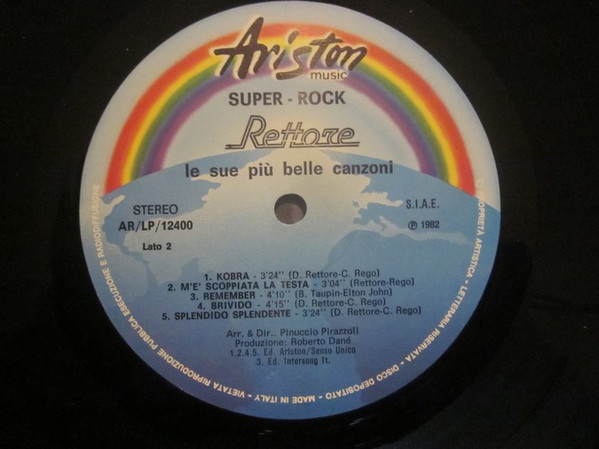 Ariston
music
SUPER - ROCK
Rettore
le sue più belle canzoni
STEREO
AR/LP/12400
Lato 2
S.I.A.E.
℗ 1982
1. KOBRA - 3'24'' (D. Rettore-C. Rego)
2. M'E' SCOPPIATA LA TESTA - 3'04'' (Rettore-Rego)
3. REMEMBER - 4'10'' (B. Taupin-Elton John)
4. BRIVIDO - 4'15'' (D. Rettore-C. Rego)
5. SPLENDIDO SPLENDENTE - 3'24'' (D. Rettore-C. Rego)
Arr. & Dir.. Pinuccio Pirazzoli
Produzione: Roberto Dané
1.2.4.5. Ed. Ariston/Senso Unico
3. Ed. Intersong It.
PROPRIETÀ ARTISTICA - LETTERARIA RISERVATA - DISCO DEPOSITATO - MADE IN ITALY - VIETATA RIPRODUZIONE PUBBLICA ESECUZIONE E RADIODIFFUSIONE